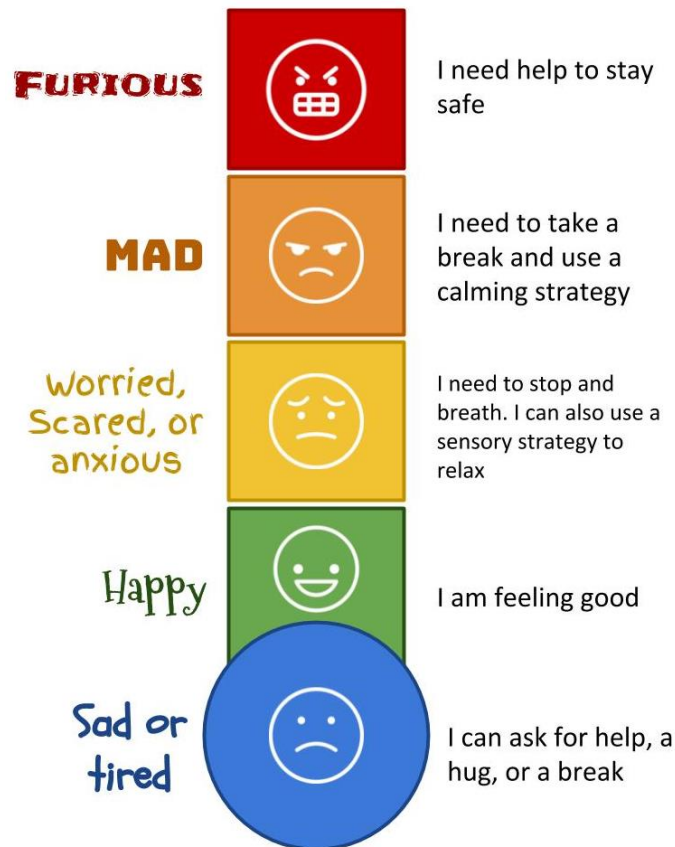 Furious
I need help to stay
safe
MAD
I need to take a
break and use a
calming strategy
Worried,
Scared, or
anxious
I need to stop and
breath. I can also use a
sensory strategy to
relax
Happy
I am feeling good
Sad or
tired
I can ask for help, a
hug, or a break